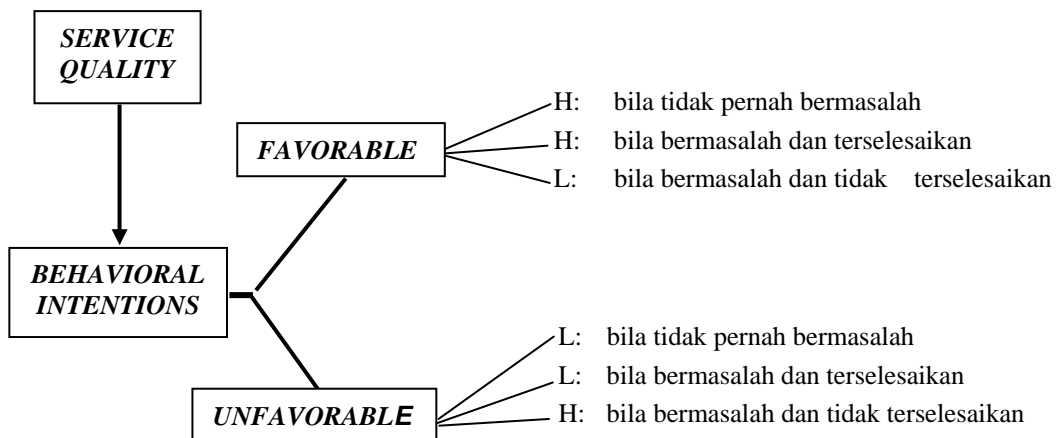 SERVICE
QUALITY
FAVORABLE
H: bila tidak pernah bermasalah
H: bila bermasalah dan terselesaikan
L: bila bermasalah dan tidak terselesaikan
BEHAVIORAL
INTENTIONS
UNFAVORABLE
L: bila tidak pernah bermasalah
L: bila bermasalah dan terselesaikan
H: bila bermasalah dan tidak terselesaikan